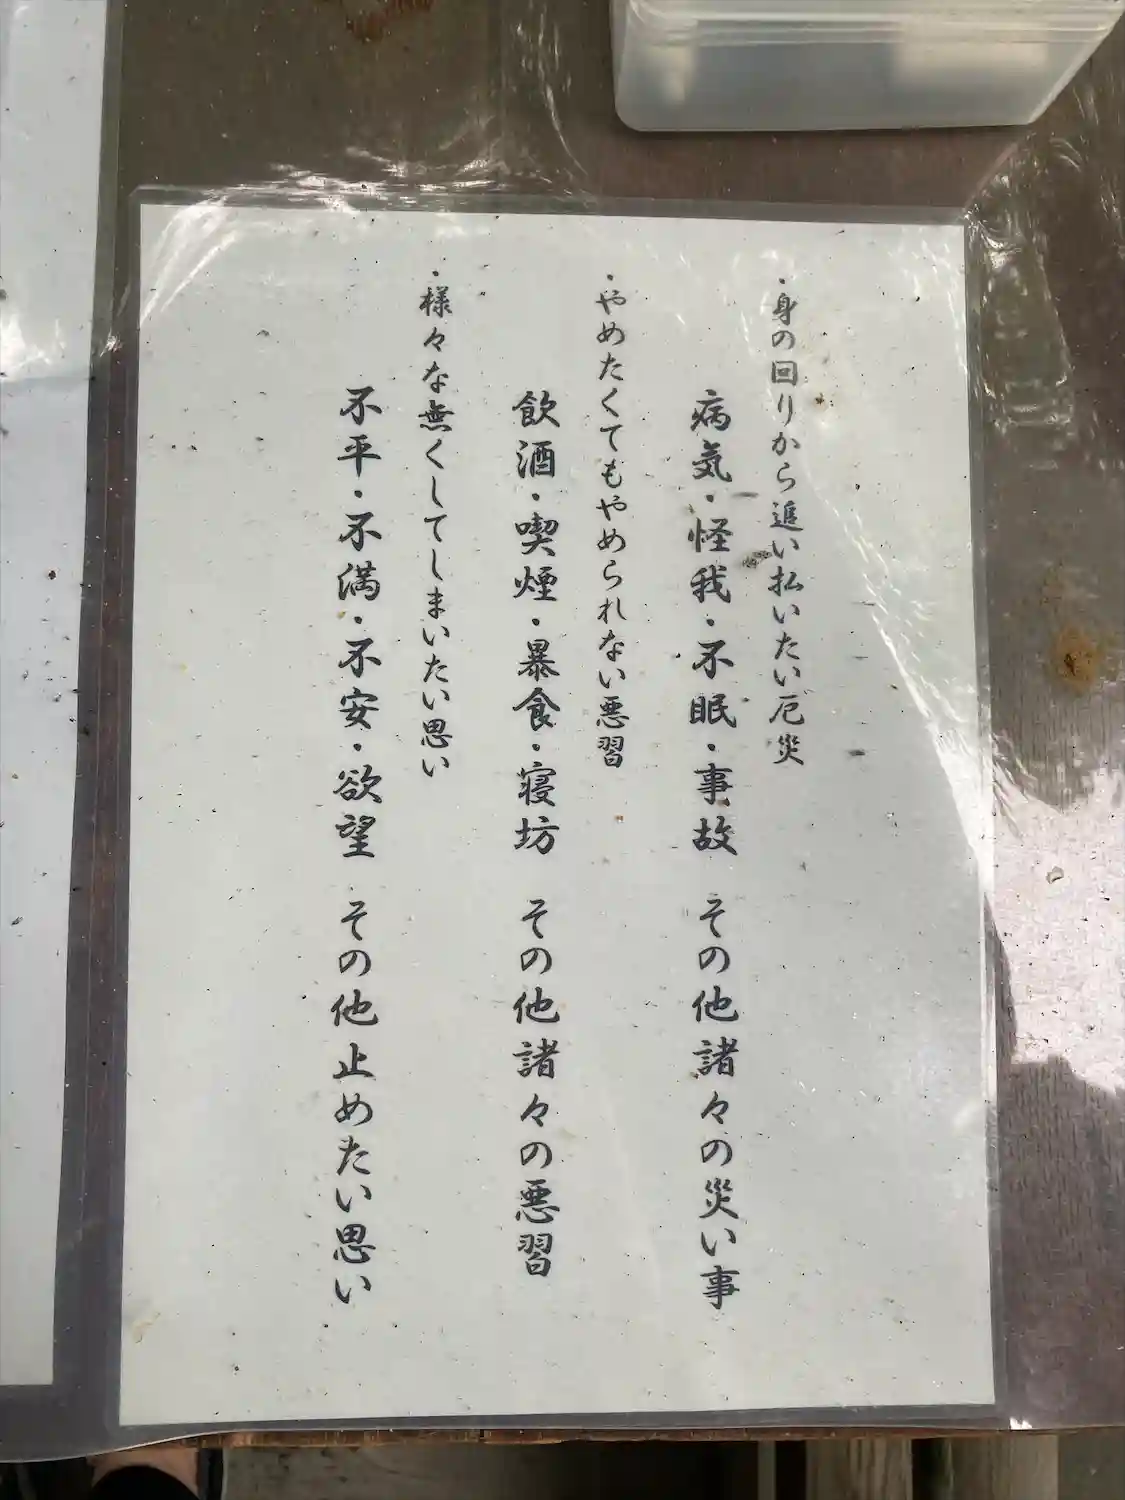 ・身の回りから追い払いたい厄災
病気・怪我・不眠・事故　その他諸々の災い事
・やめたくてもやめられない悪習
飲酒・喫煙・暴食・寝坊　その他諸々の悪習
・様々な無くしてしまいたい思い
不平・不満・不安・欲望　その他止めたい思い